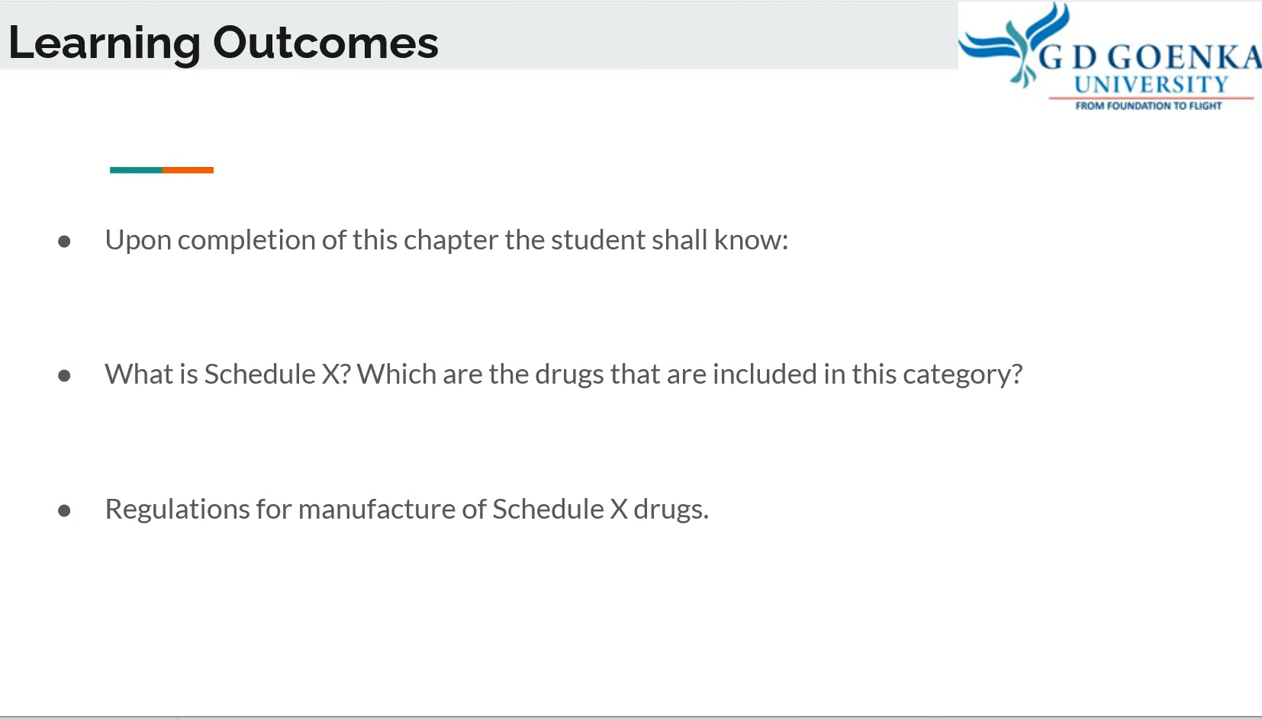 Learning Outcomes
G D GOENKA
UNIVERSITY
FROM FOUNDATION TO FLIGHT
● Upon completion of this chapter the student shall know:
● What is Schedule X? Which are the drugs that are included in this category?
● Regulations for manufacture of Schedule X drugs.